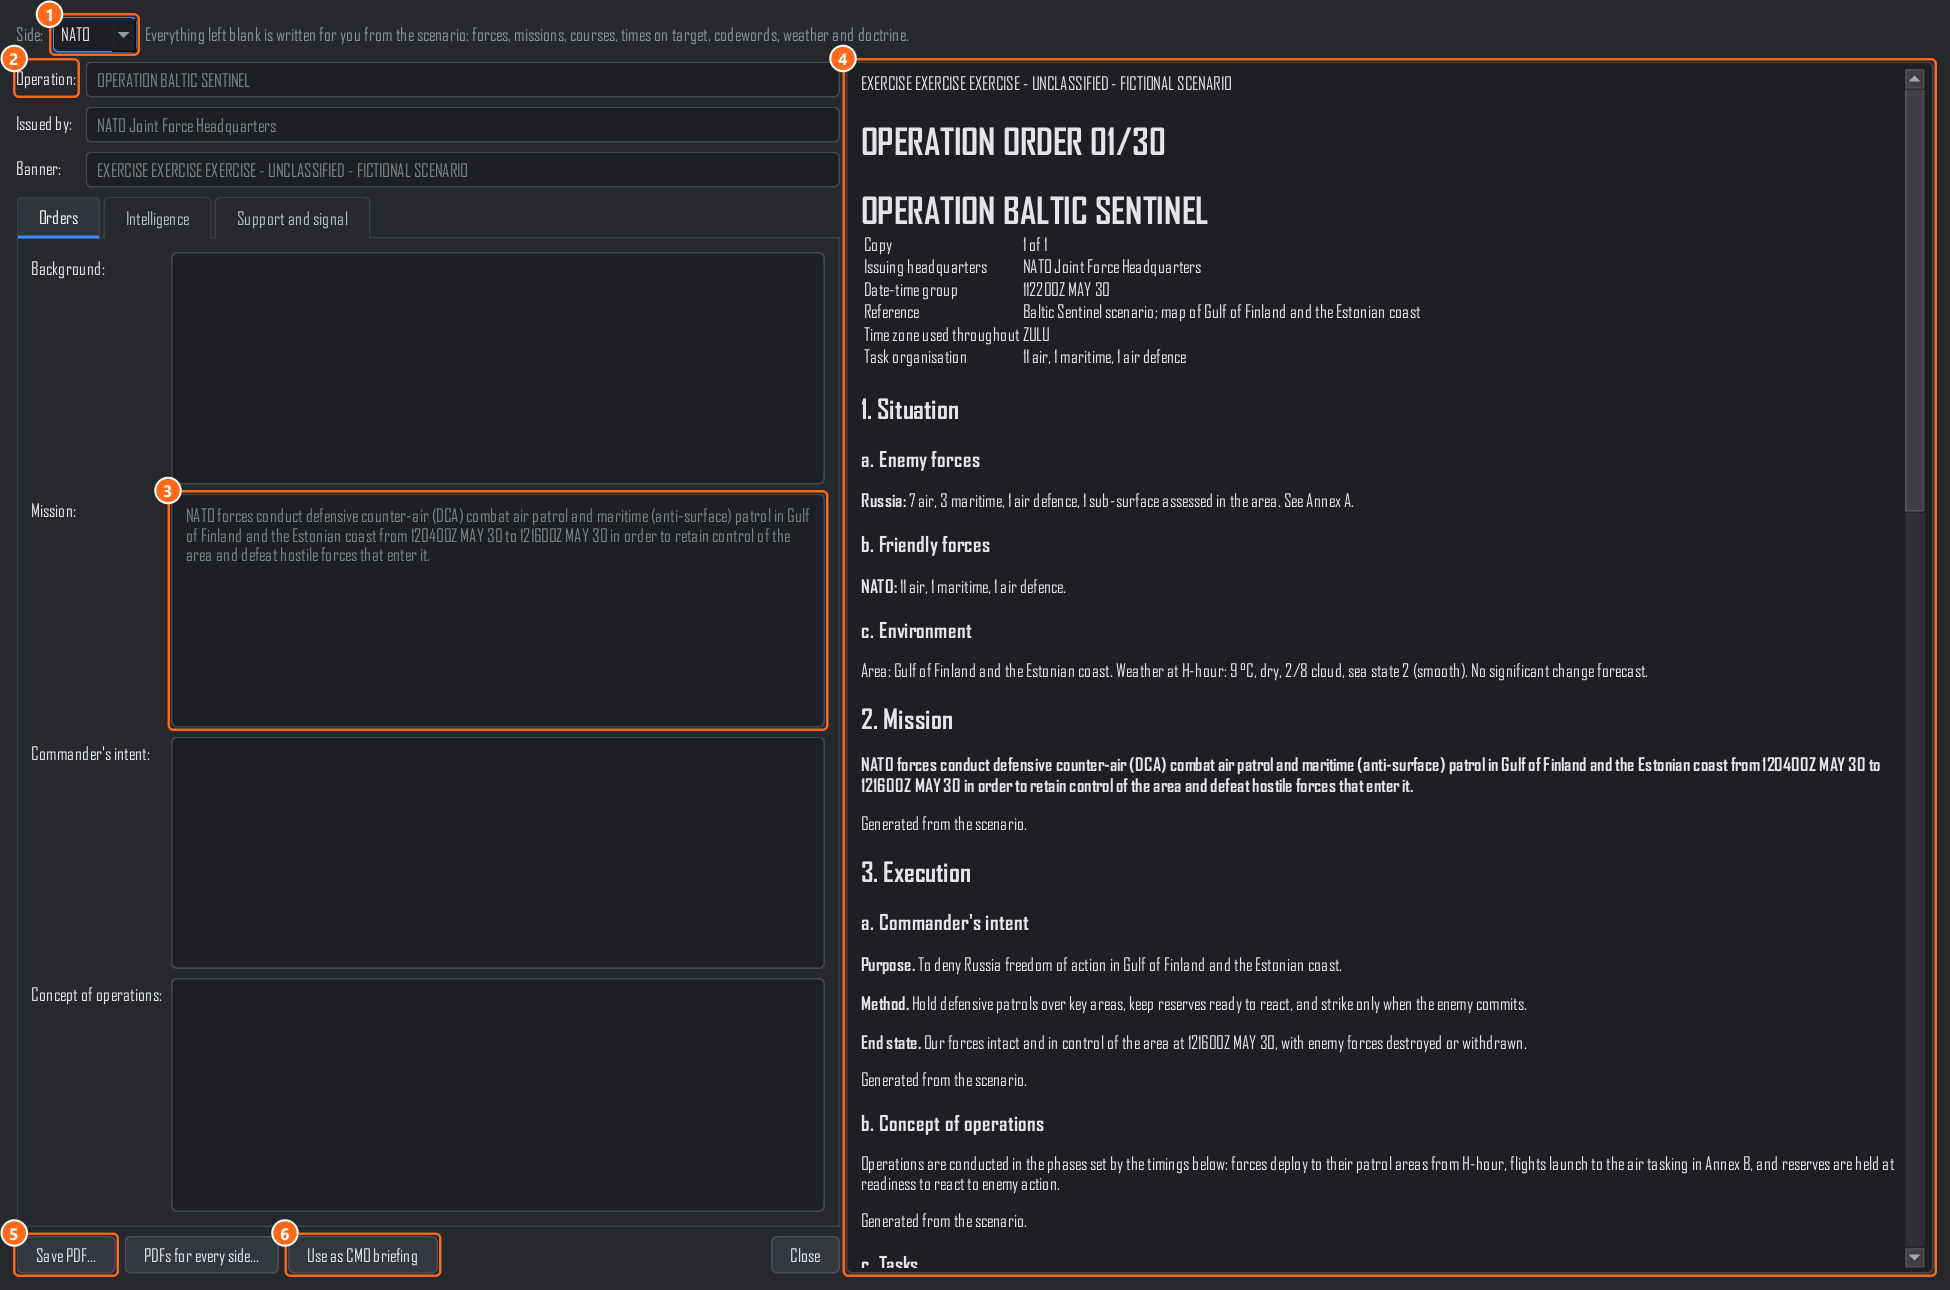 1
Side:
NATO
Everything left blank is written for you from the scenario: forces, missions, courses, times on target, codewords, weather and doctrine.
2
Operation:
OPERATION BALTIC SENTINEL
Issued by:
NATO Joint Force Headquarters
Banner:
EXERCISE EXERCISE EXERCISE - UNCLASSIFIED - FICTIONAL SCENARIO
Orders
Intelligence
Support and signal
Background:
3
Mission:
NATO forces conduct defensive counter-air (DCA) combat air patrol and maritime (anti-surface) patrol in Gulf
of Finland and the Estonian coast from 120400Z MAY 30 to 121600Z MAY 30 in order to retain control of the
area and defeat hostile forces that enter it.
Commander's intent:
Concept of operations:
5
Save PDF...
PDFs for every side...
6
Use as CMO briefing
Close
4
EXERCISE EXERCISE EXERCISE - UNCLASSIFIED - FICTIONAL SCENARIO
OPERATION ORDER 01/30
OPERATION BALTIC SENTINEL
Copy 1 of 1
Issuing headquarters NATO Joint Force Headquarters
Date-time group 112200Z MAY 30
Reference Baltic Sentinel scenario; map of Gulf of Finland and the Estonian coast
Time zone used throughout ZULU
Task organisation 11 air, 1 maritime, 1 air defence
1. Situation
a. Enemy forces
Russia: 7 air, 3 maritime, 1 air defence, 1 sub-surface assessed in the area. See Annex A.
b. Friendly forces
NATO: 11 air, 1 maritime, 1 air defence.
c. Environment
Area: Gulf of Finland and the Estonian coast. Weather at H-hour: 9 °C, dry, 2/8 cloud, sea state 2 (smooth). No significant change forecast.
2. Mission
NATO forces conduct defensive counter-air (DCA) combat air patrol and maritime (anti-surface) patrol in Gulf of Finland and the Estonian coast from 120400Z MAY 30 to
121600Z MAY 30 in order to retain control of the area and defeat hostile forces that enter it.
Generated from the scenario.
3. Execution
a. Commander's intent
Purpose. To deny Russia freedom of action in Gulf of Finland and the Estonian coast.
Method. Hold defensive patrols over key areas, keep reserves ready to react, and strike only when the enemy commits.
End state. Our forces intact and in control of the area at 121600Z MAY 30, with enemy forces destroyed or withdrawn.
Generated from the scenario.
b. Concept of operations
Operations are conducted in the phases set by the timings below: forces deploy to their patrol areas from H-hour, flights launch to the air tasking in Annex B, and reserves are held at
readiness to react to enemy action.
Generated from the scenario.
c. Tasks